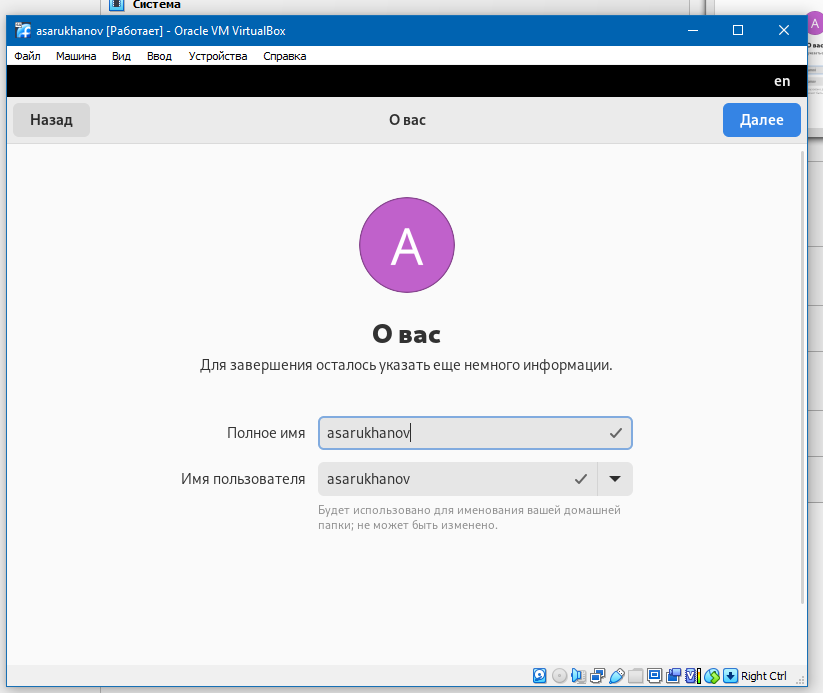 Система
asarukhanov [Работает] - Oracle VM VirtualBox
Файл Машина Вид Ввод Устройства Справка
en
Назад О вас Далее
A
О вас
Для завершения осталось указать еще немного информации.
Полное имя asarukhanov
Имя пользователя asarukhanov
Будет использовано для именования вашей домашней
папки; не может быть изменено.
Right Ctrl